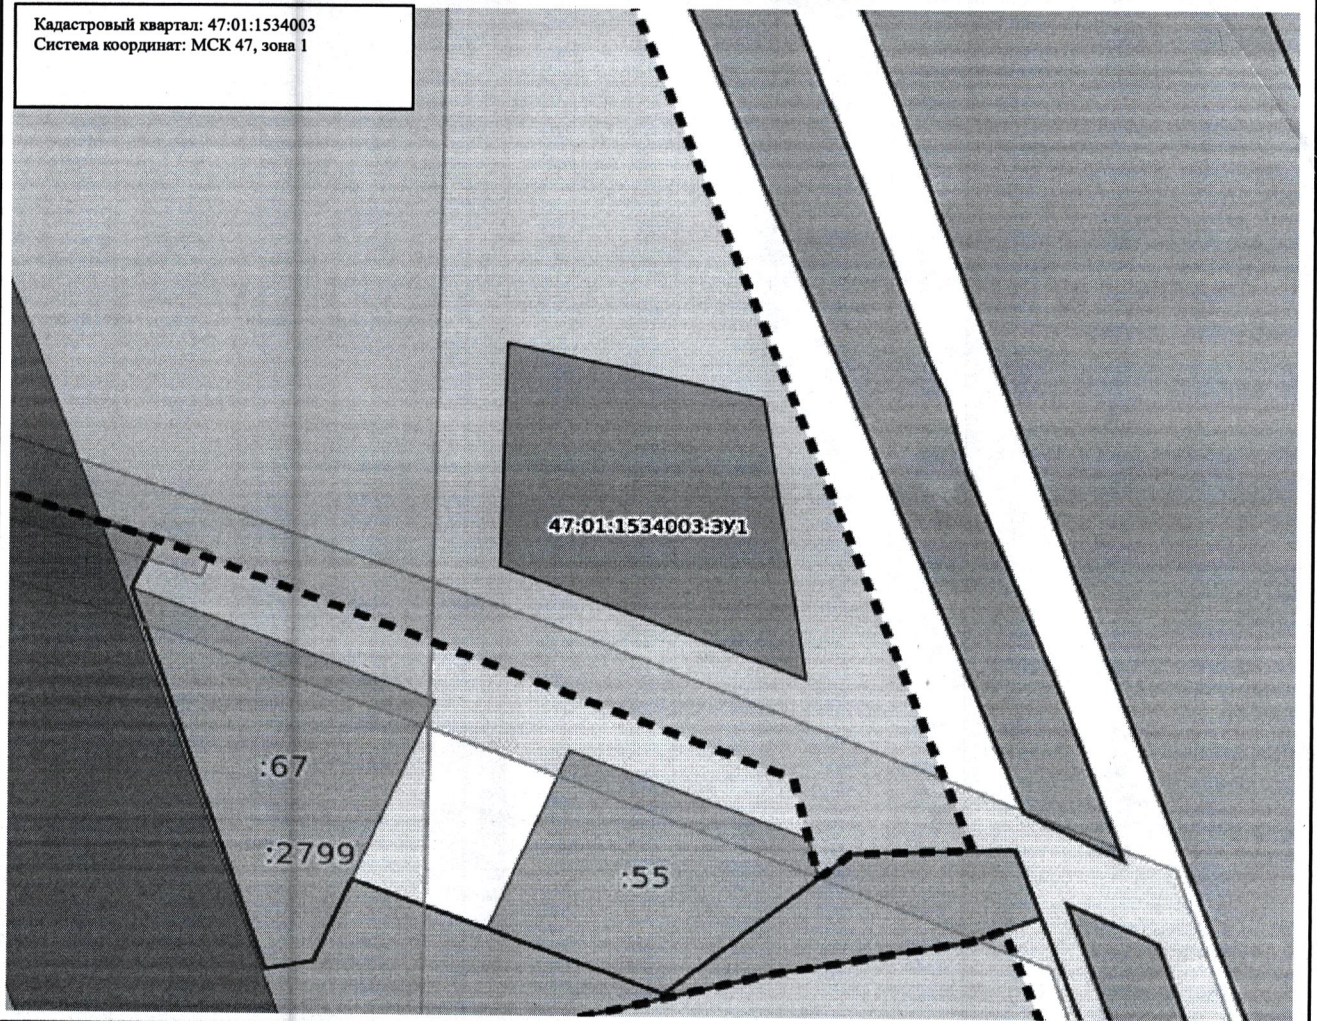 Кадастровый квартал: 47:01:1534003
Система координат: МСК 47, зона 1
47:01:1534003:ЗУ1
:67
:2799
:55